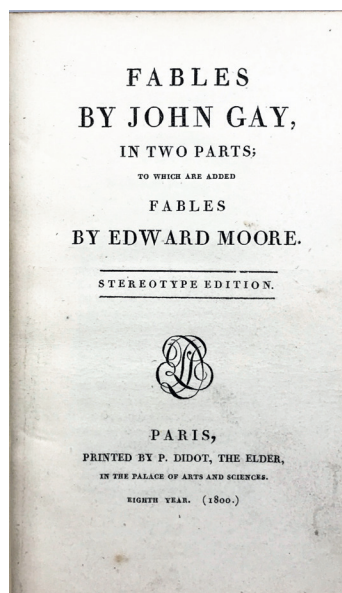 FABLES
BY JOHN GAY,
IN TWO PARTS;
TO WHICH ARE ADDED
FABLES
BY EDWARD MOORE.
STEREOTYPE EDITION.
PARIS,
PRINTED BY P. DIDOT, THE ELDER,
IN THE PALACE OF ARTS AND SCIENCES.
EIGHTH YEAR. (1800.)